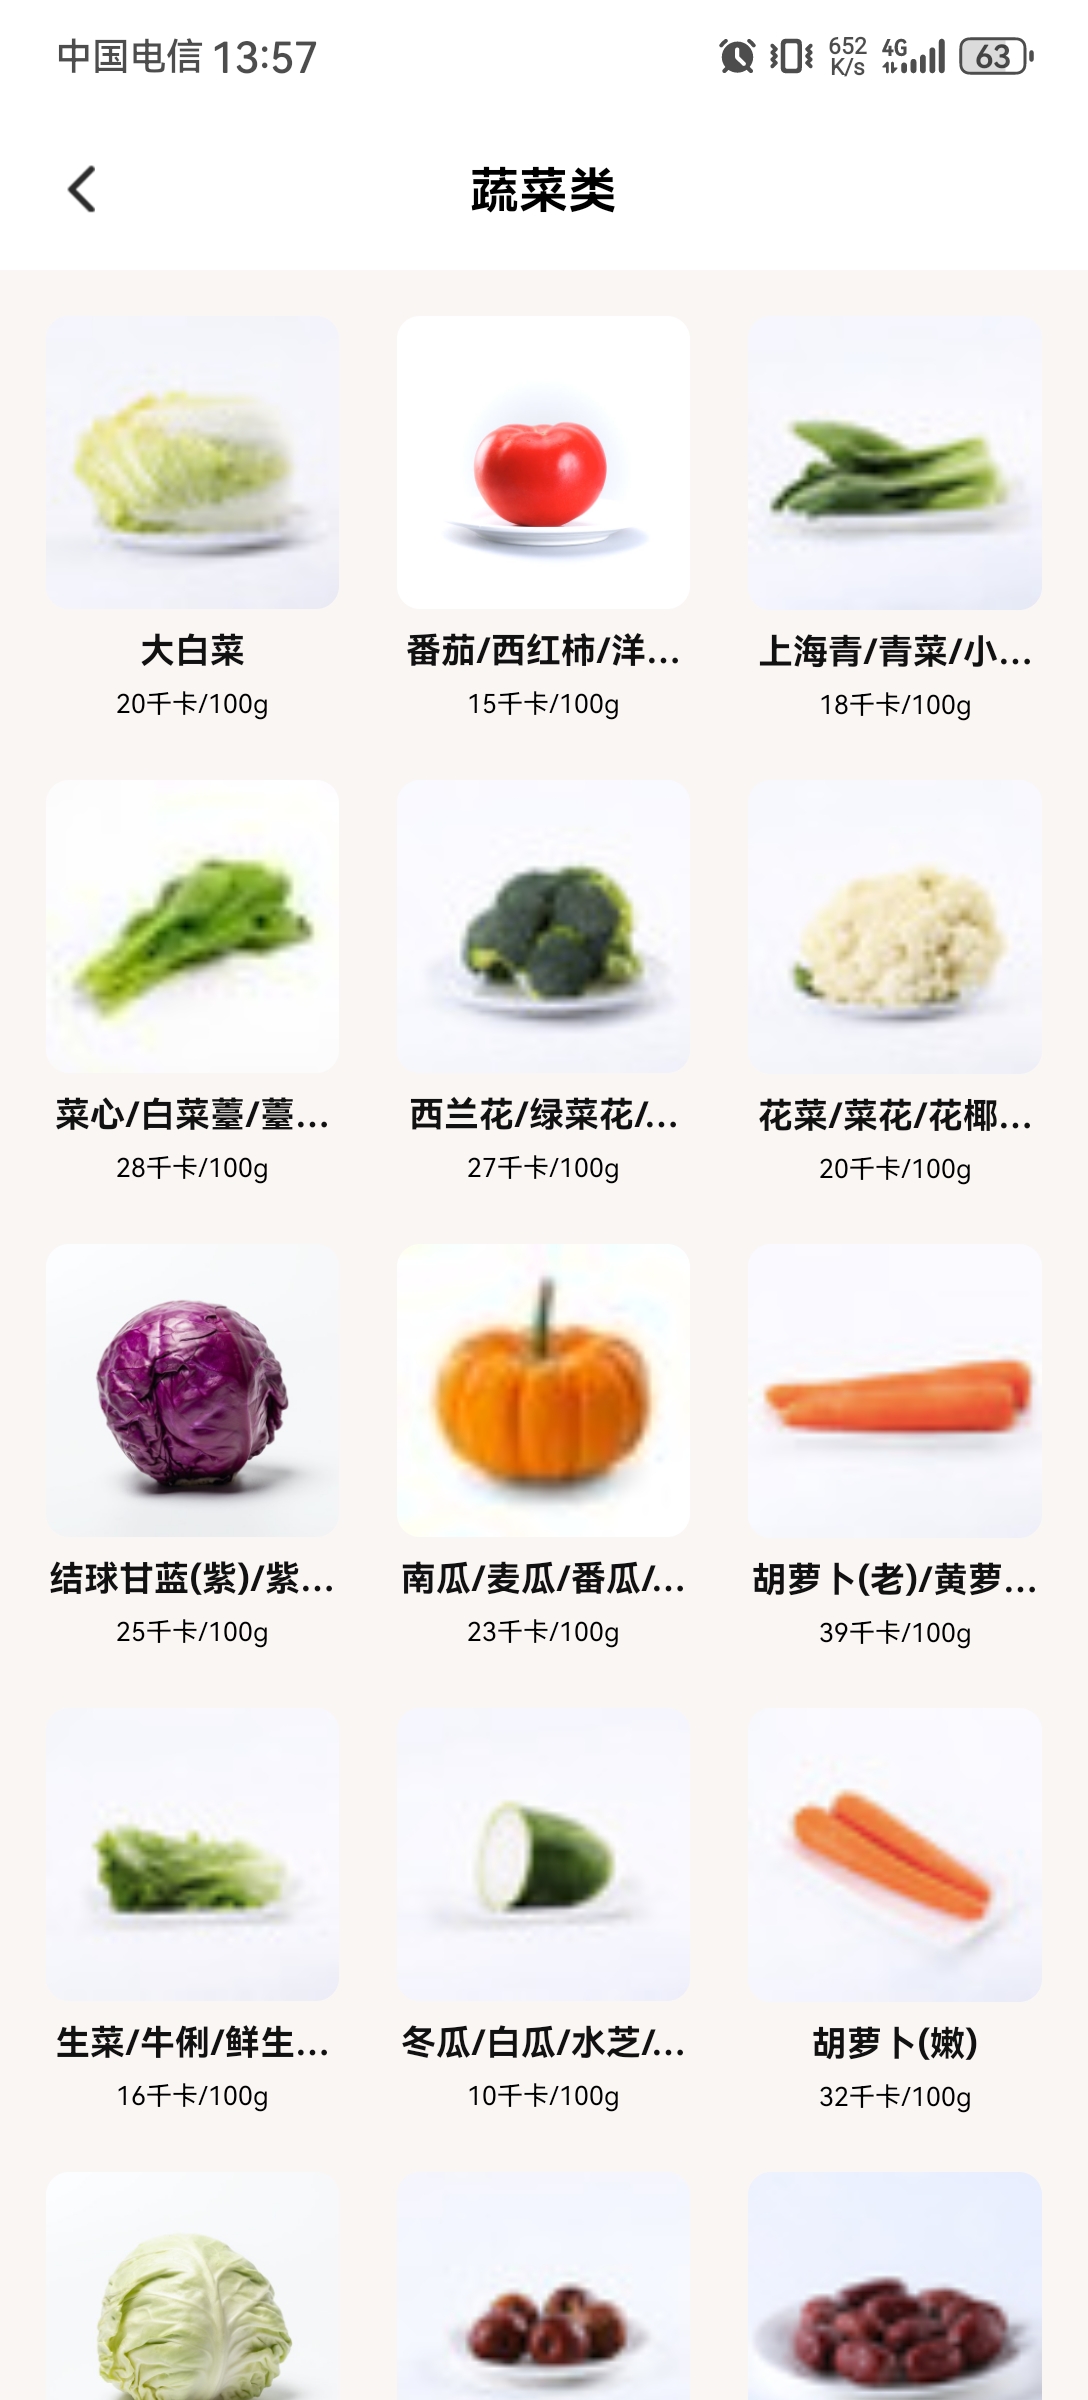 中国电信 13:57
652 K/s 4G 63
蔬菜类
大白菜
20千卡/100g
番茄/西红柿/洋...
15千卡/100g
上海青/青菜/小...
18千卡/100g
菜心/白菜薹/薹...
28千卡/100g
西兰花/绿菜花/...
27千卡/100g
花菜/菜花/花椰...
20千卡/100g
结球甘蓝(紫)/紫...
25千卡/100g
南瓜/麦瓜/番瓜/...
23千卡/100g
胡萝卜(老)/黄萝...
39千卡/100g
生菜/牛俐/鲜生...
16千卡/100g
冬瓜/白瓜/水芝/...
10千卡/100g
胡萝卜(嫩)
32千卡/100g